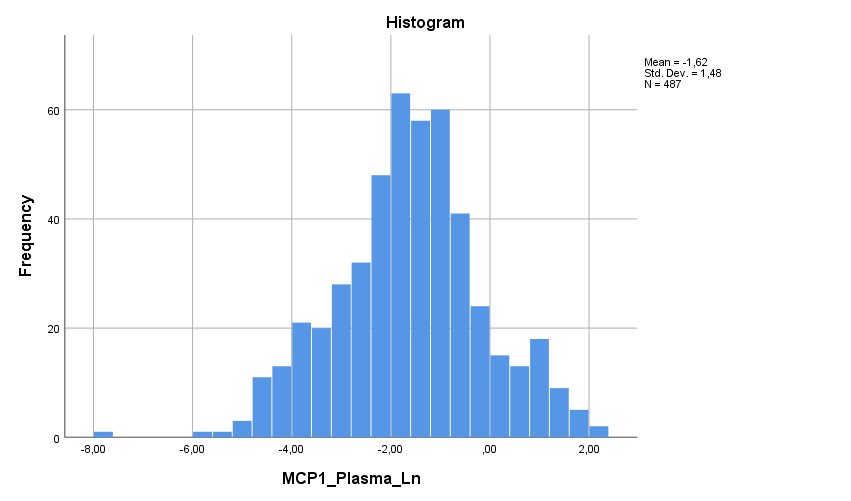 Histogram
Mean = -1,62
Std. Dev. = 1,48
N = 487
Frequency
60
40
20
0
-8,00 -6,00 -4,00 -2,00 ,00 2,00
MCP1_Plasma_Ln